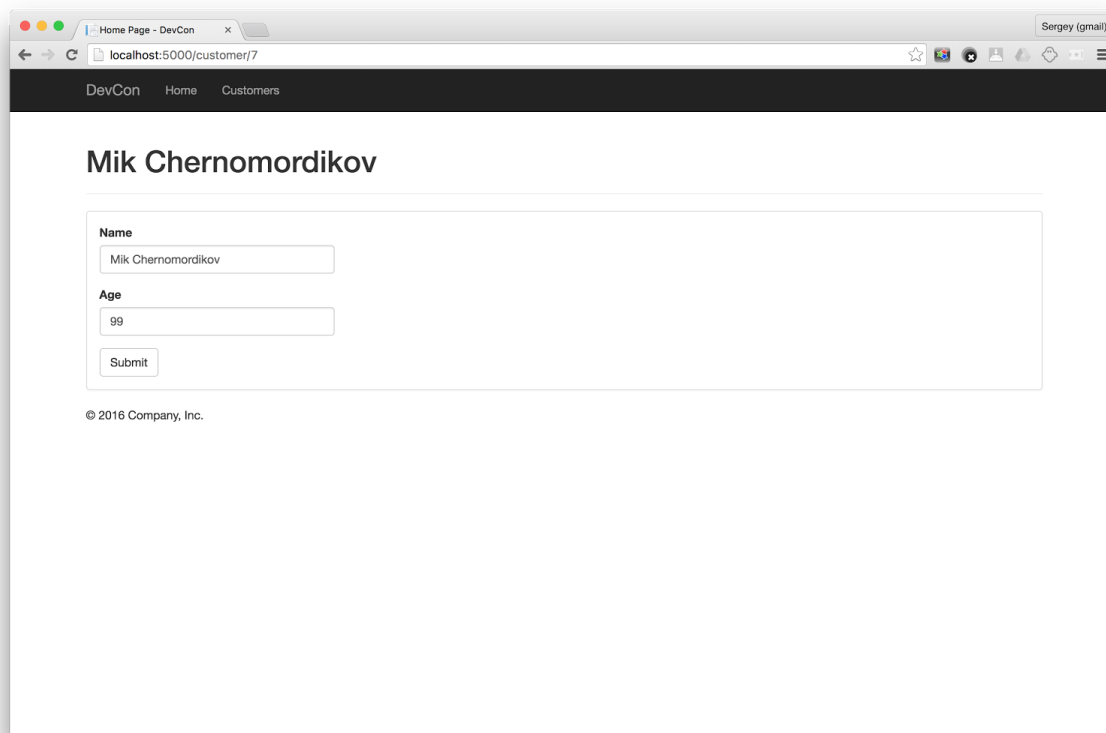 Home Page - DevCon
Sergey (gmail)
localhost:5000/customer/7
DevCon Home Customers
Mik Chernomordikov
Name
Mik Chernomordikov
Age
99
Submit
© 2016 Company, Inc.